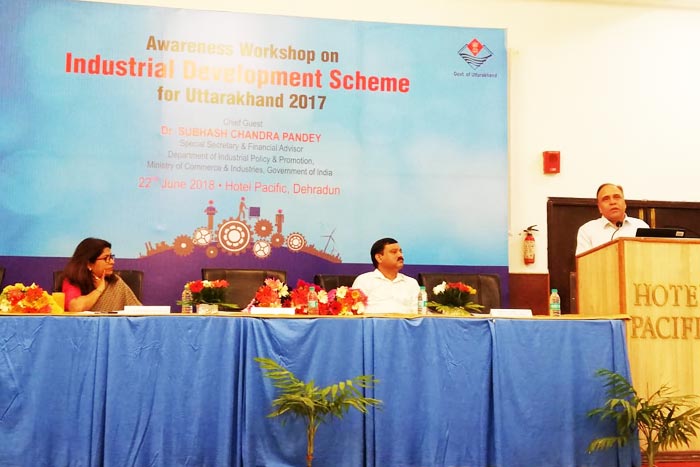 Awareness Workshop on
Industrial Development Scheme
for Uttarakhand 2017
Govt. of Uttarakhand
Chief Guest
Dr. SUBHASH CHANDRA PANDEY
Special Secretary & Financial Advisor
Department of Industrial Policy & Promotion,
Ministry of Commerce & Industries, Government of India
22nd June 2018 • Hotel Pacific, Dehradun
HOTE
PACIFI